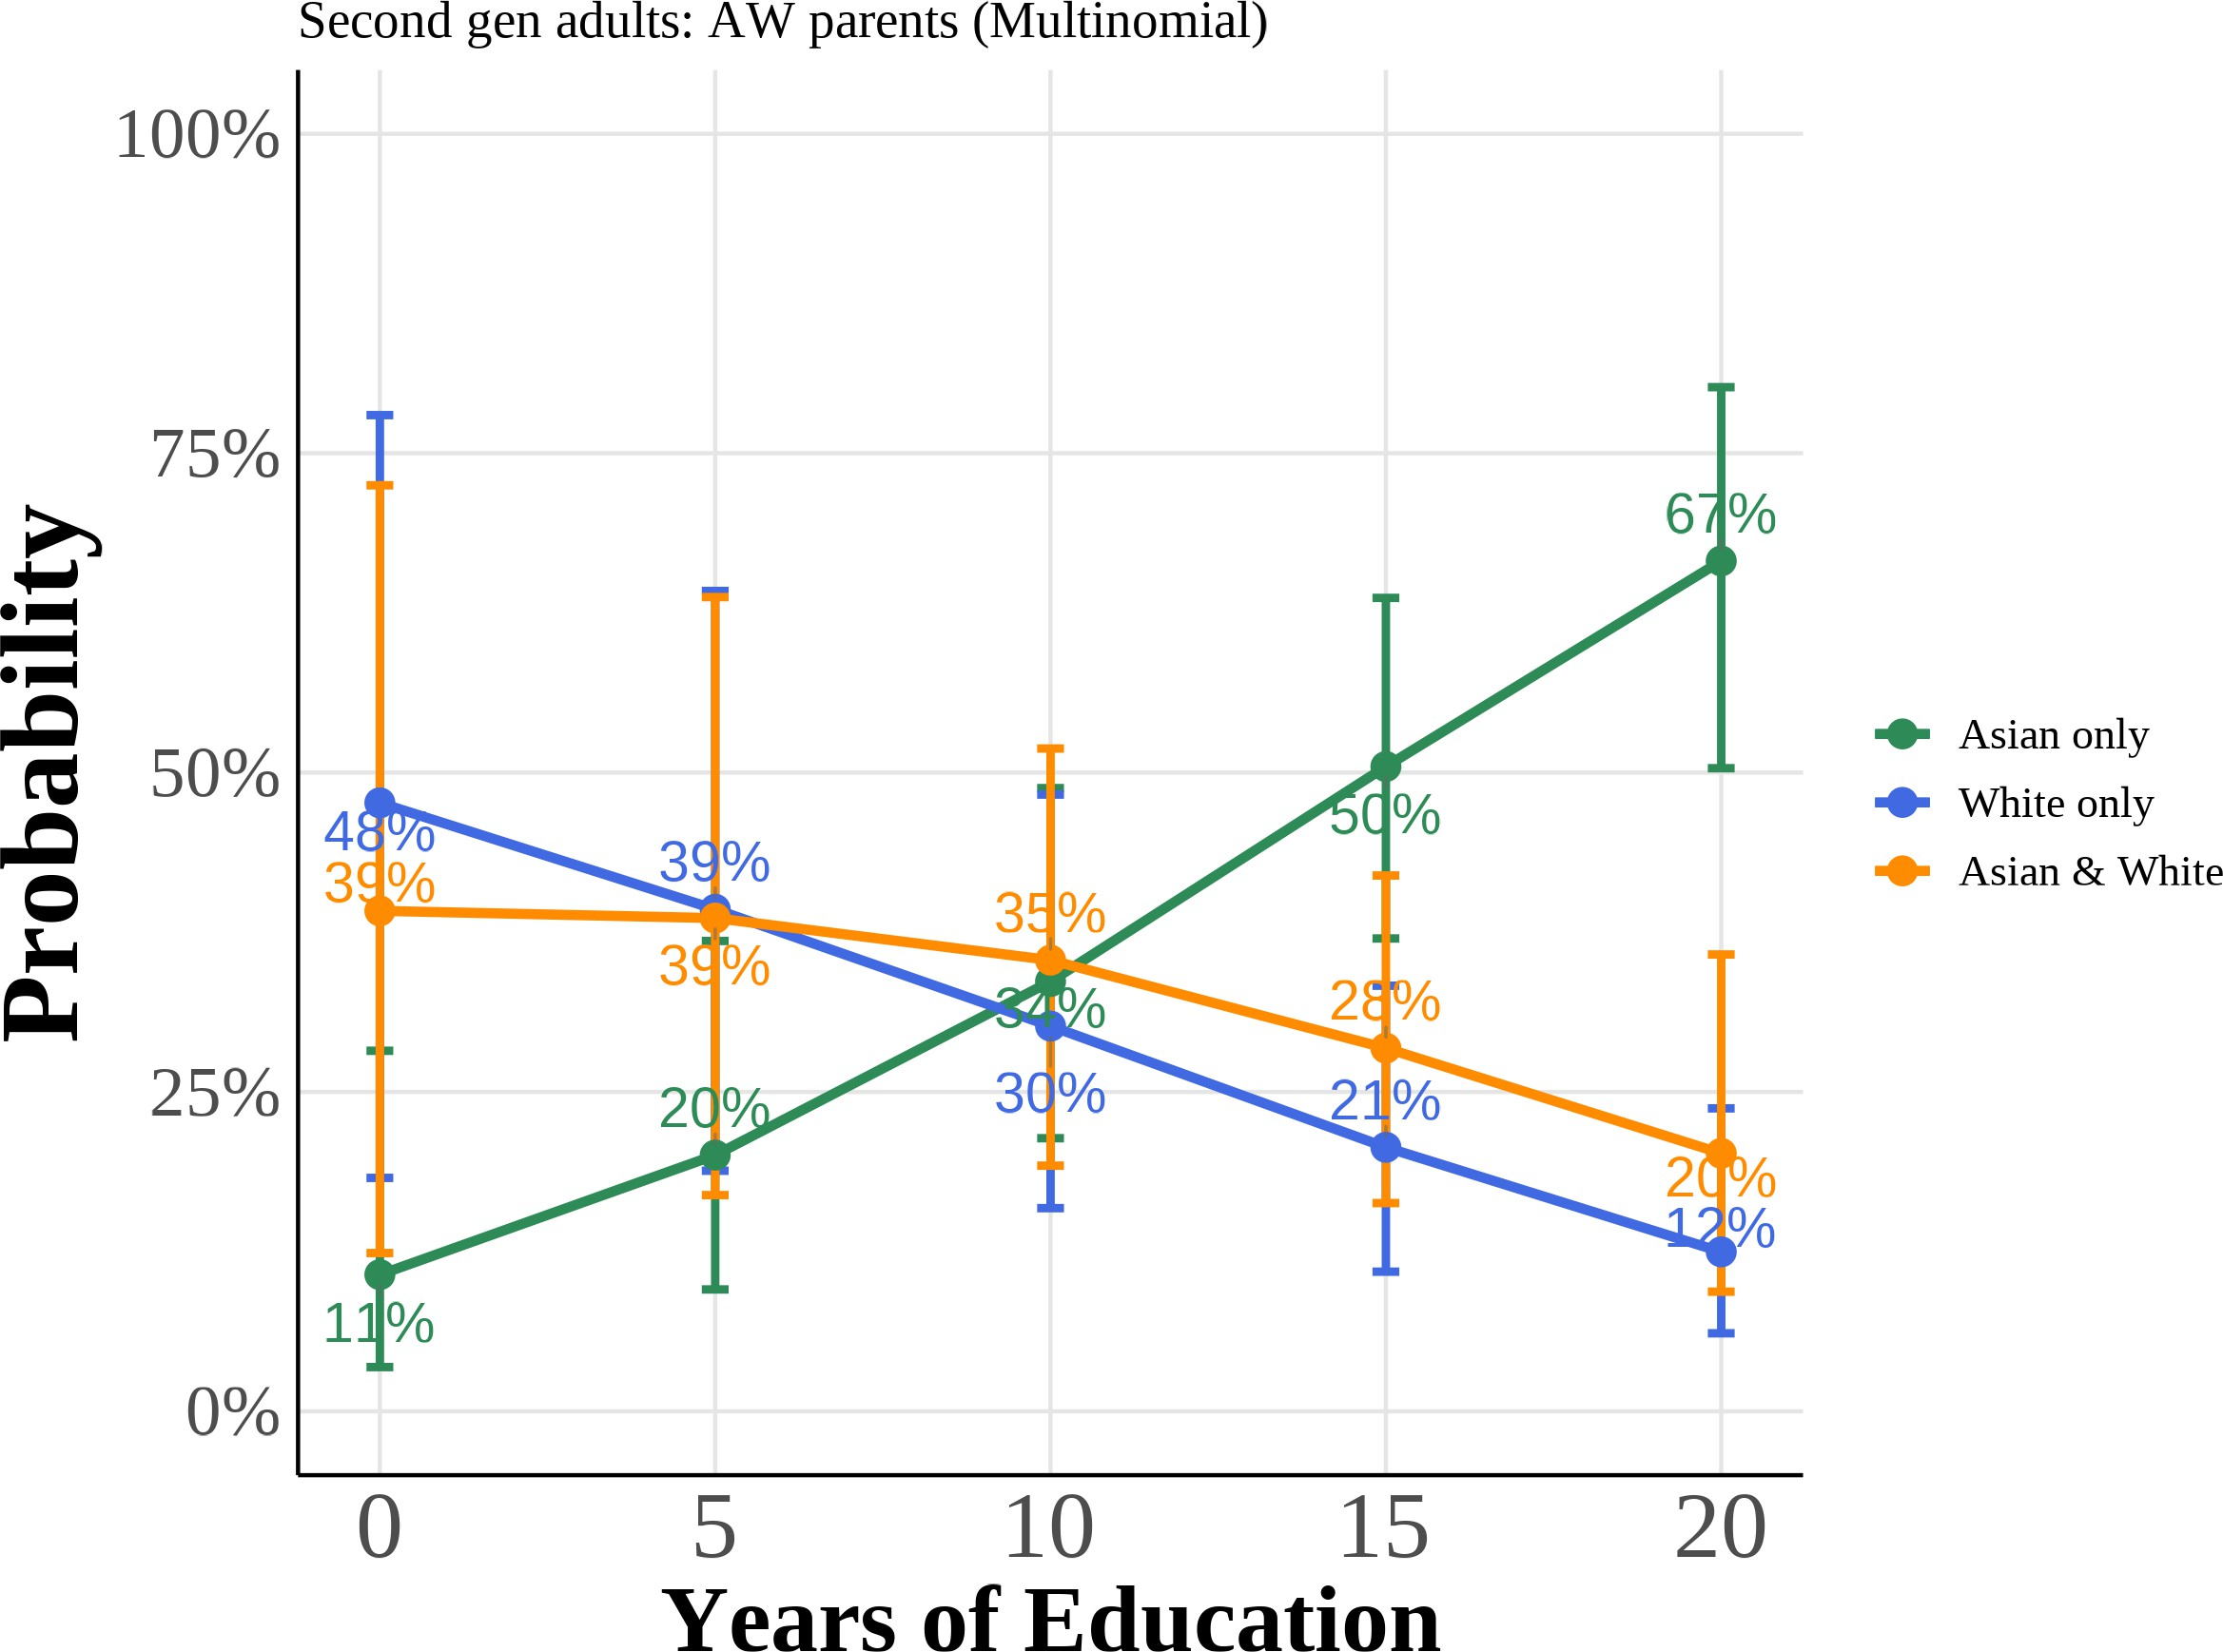 Second gen adults: AW parents (Multinomial)
100%
75%
50%
25%
0%
Probability
67%
50%
48%
39%
39%
39%
35%
34%
30%
28%
21%
20%
20%
12%
11%
0 5 10 15 20
Years of Education
Asian only
White only
Asian & White